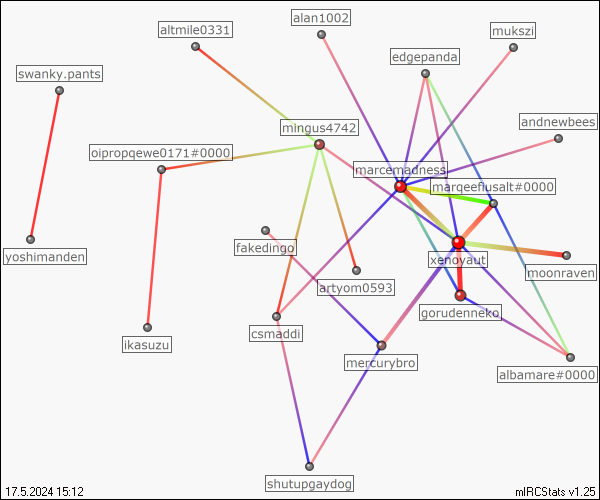 alan1002
altmile0331
mukszi
edgepanda
swanky.pants
andnewbees
mingus4742
oipropqewe0171#0000
marcemadness
marqeeflusalt#0000
fakedingo
yoshimanden
xenoyaut
moonraven
artyom0593
gorudenneko
csmaddi
ikasuzu
mercurybro
albamare#0000
shutupgaydog
17.5.2024 15:12
mIRCStats v1.25